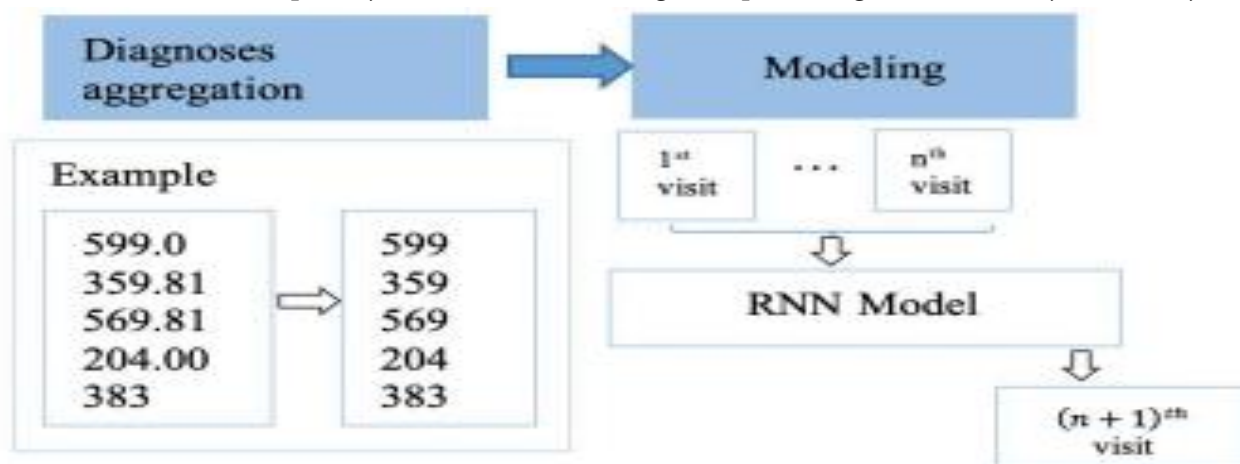 Diagnoses
aggregation
Modeling
Example
599.0
359.81
569.81
204.00
383
599
359
569
204
383
1st
visit
...
nth
visit
RNN Model
(n + 1)th
visit